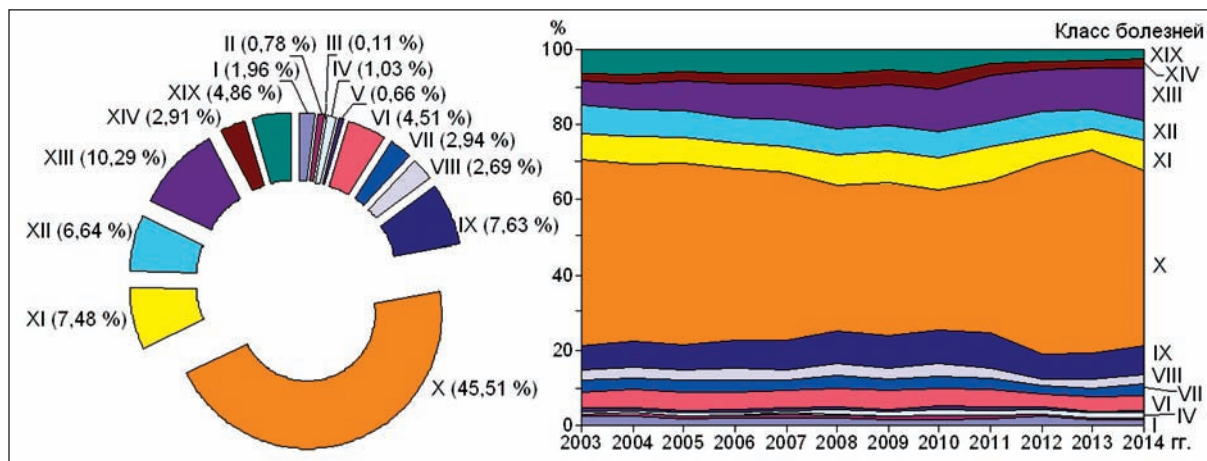 II (0,78 %)
III (0,11 %)
I (1,96 %)
IV (1,03 %)
XIX (4,86 %)
V (0,66 %)
XIV (2,91 %)
VI (4,51 %)
VII (2,94 %)
XIII (10,29 %)
VIII (2,69 %)
IX (7,63 %)
XII (6,64 %)
XI (7,48 %)
X (45,51 %)
%
Класс болезней
100
80
60
40
20
0
XIX
XIV
XIII
XII
XI
X
IX
VIII
VII
VI
IV
I
2003 2004 2005 2006 2007 2008 2009 2010 2011 2012 2013 2014 гг.